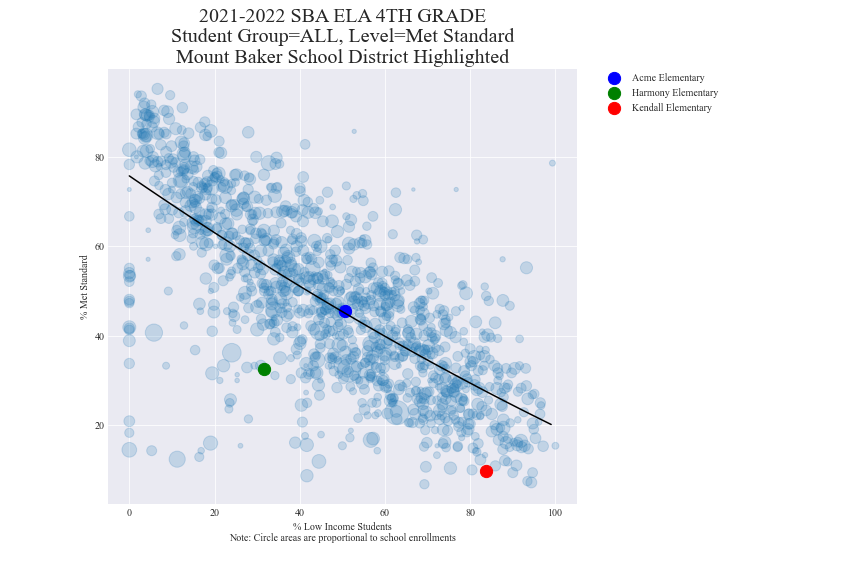 2021-2022 SBA ELA 4TH GRADE
Student Group=ALL, Level=Met Standard
Mount Baker School District Highlighted
Acme Elementary
Harmony Elementary
Kendall Elementary
80
60
40
20
% Met Standard
0 20 40 60 80 100
% Low Income Students
Note: Circle areas are proportional to school enrollments